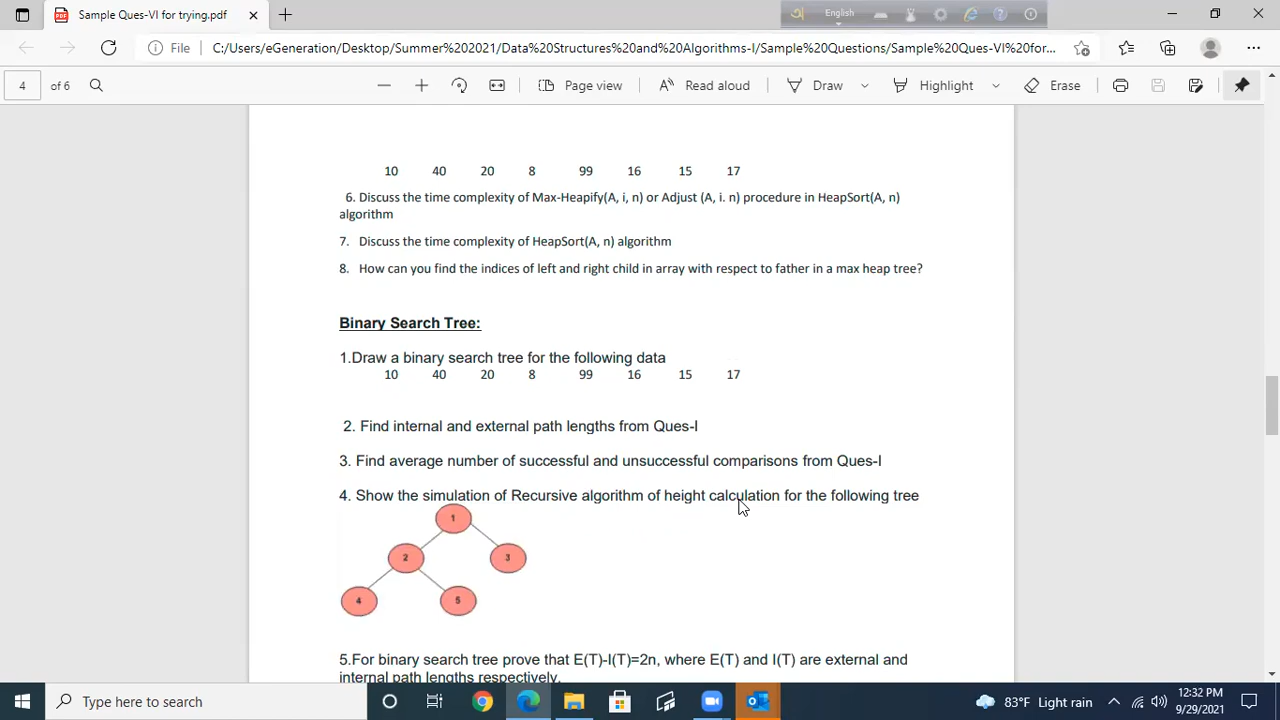 Sample Ques-VI for trying.pdf
English
File
C:/Users/eGeneration/Desktop/Summer%202021/Data%20Structures%20and%20Algorithms-I/Sample%20Questions/Sample%20Ques-VI%20for...
4 of 6
Page view
Read aloud
Draw
Highlight
Erase
10 40 20 8 99 16 15 17
6. Discuss the time complexity of Max-Heapify(A, i, n) or Adjust (A, i. n) procedure in HeapSort(A, n)
algorithm
7. Discuss the time complexity of HeapSort(A, n) algorithm
8. How can you find the indices of left and right child in array with respect to father in a max heap tree?
Binary Search Tree:
1.Draw a binary search tree for the following data
10 40 20 8 99 16 15 17
2. Find internal and external path lengths from Ques-I
3. Find average number of successful and unsuccessful comparisons from Ques-I
4. Show the simulation of Recursive algorithm of height calculation for the following tree
1
2 3
4 5
5.For binary search tree prove that E(T)-I(T)=2n, where E(T) and I(T) are external and
internal path lengths respectively.
Type here to search
83°F Light rain
12:32 PM
9/29/2021